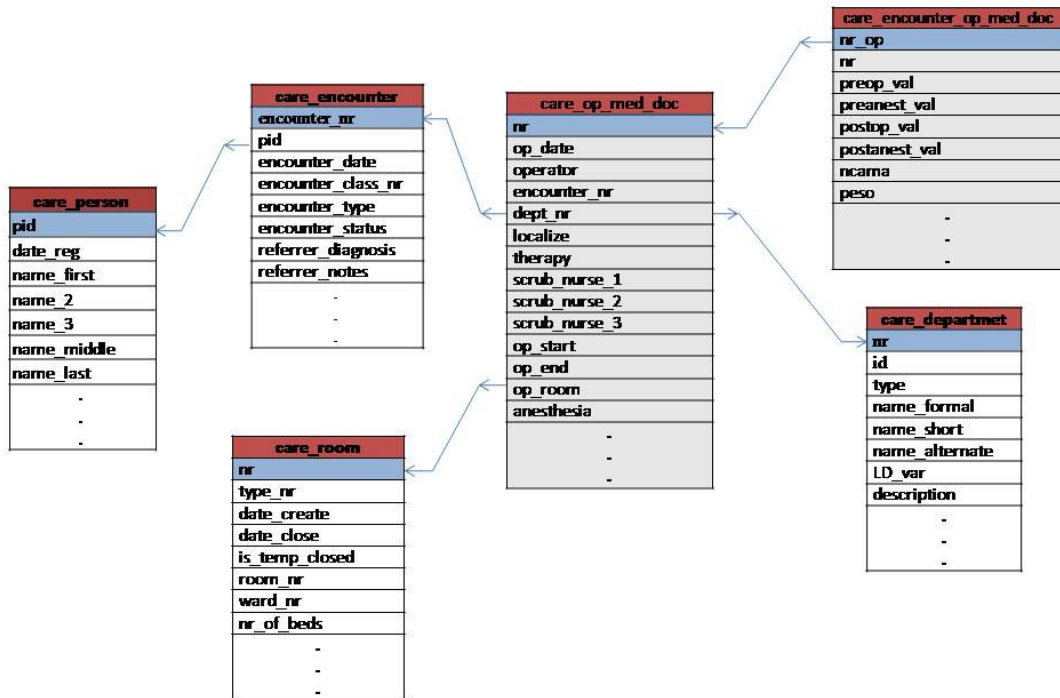 care_person
pid
date_reg
name_first
name_2
name_3
name_middle
name_last
-
-
-
care_encounter
encounter_nr
pid
encounter_date
encounter_class_nr
encounter_type
encounter_status
referrer_diagnosis
referrer_notes
-
-
-
care_room
nr
type_nr
date_create
date_close
is_temp_closed
room_nr
ward_nr
nr_of_beds
-
-
-
care_op_med_doc
nr
op_date
operator
encounter_nr
dept_nr
localize
therapy
scrub_nurse_1
scrub_nurse_2
scrub_nurse_3
op_start
op_end
op_room
anesthesia
-
-
-
care_encounter_op_med_doc
nr_op
nr
preop_val
preanest_val
postop_val
postanest_val
ncama
peso
-
-
-
care_departmet
nr
id
type
name_formal
name_short
name_alternate
LD_var
description
-
-
-